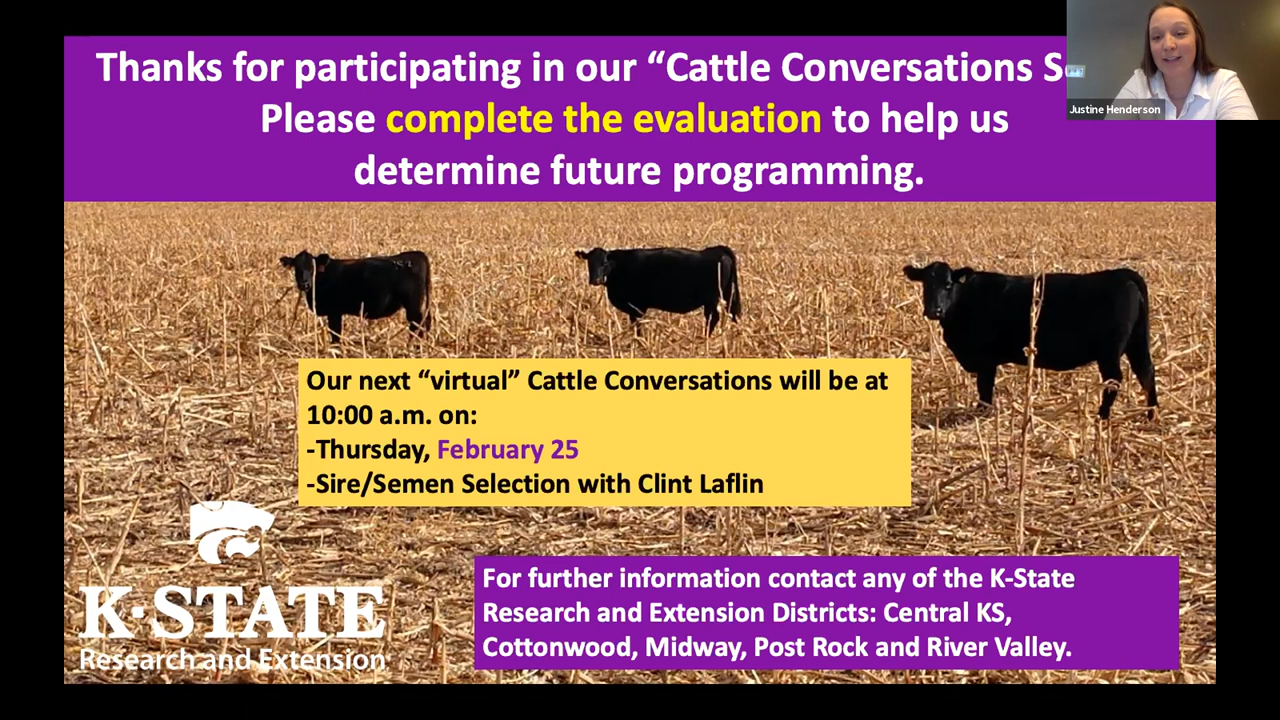 Thanks for participating in our “Cattle Conversations
Please complete the evaluation to help us
determine future programming.
Justine Henderson
Our next “virtual” Cattle Conversations will be at
10:00 a.m. on:
-Thursday, February 25
-Sire/Semen Selection with Clint Laflin
K·STATE
Research and Extension
For further information contact any of the K-State
Research and Extension Districts: Central KS,
Cottonwood, Midway, Post Rock and River Valley.